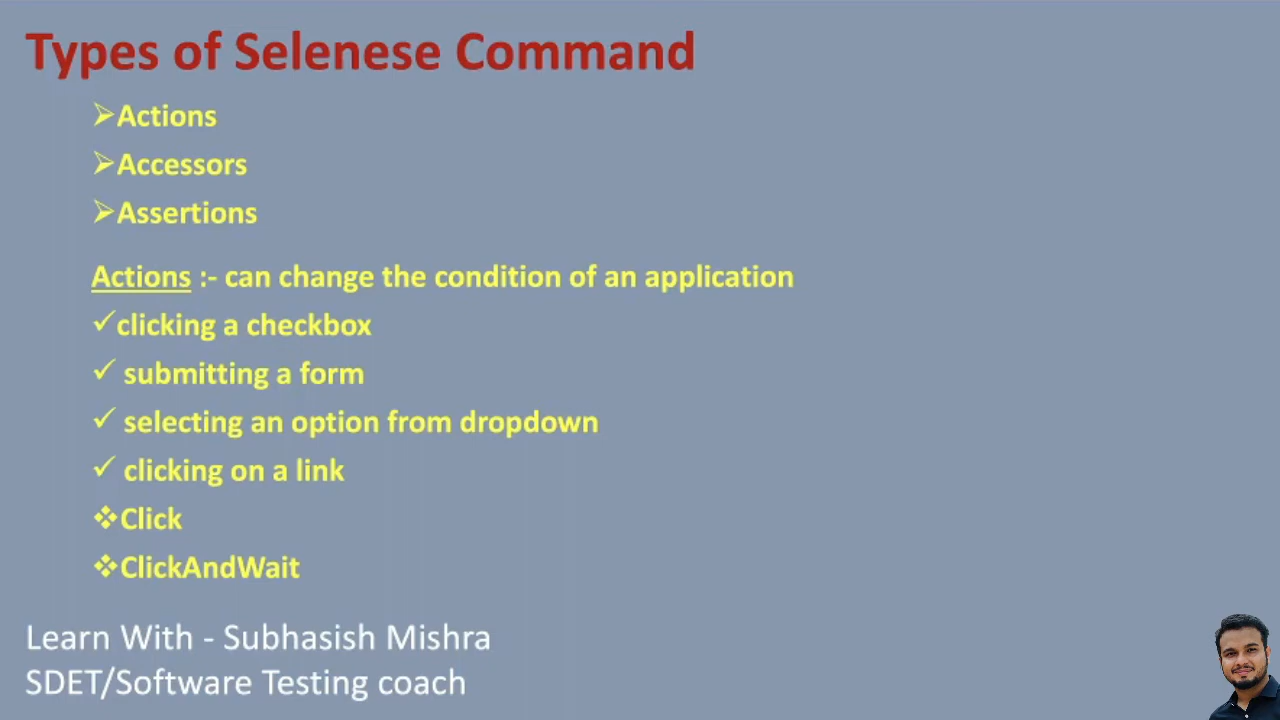 Types of Selenese Command
➢Actions
➢Accessors
➢Assertions
Actions :- can change the condition of an application
✓clicking a checkbox
✓ submitting a form
✓ selecting an option from dropdown
✓ clicking on a link
❖Click
❖ClickAndWait
Learn With - Subhasish Mishra
SDET/Software Testing coach